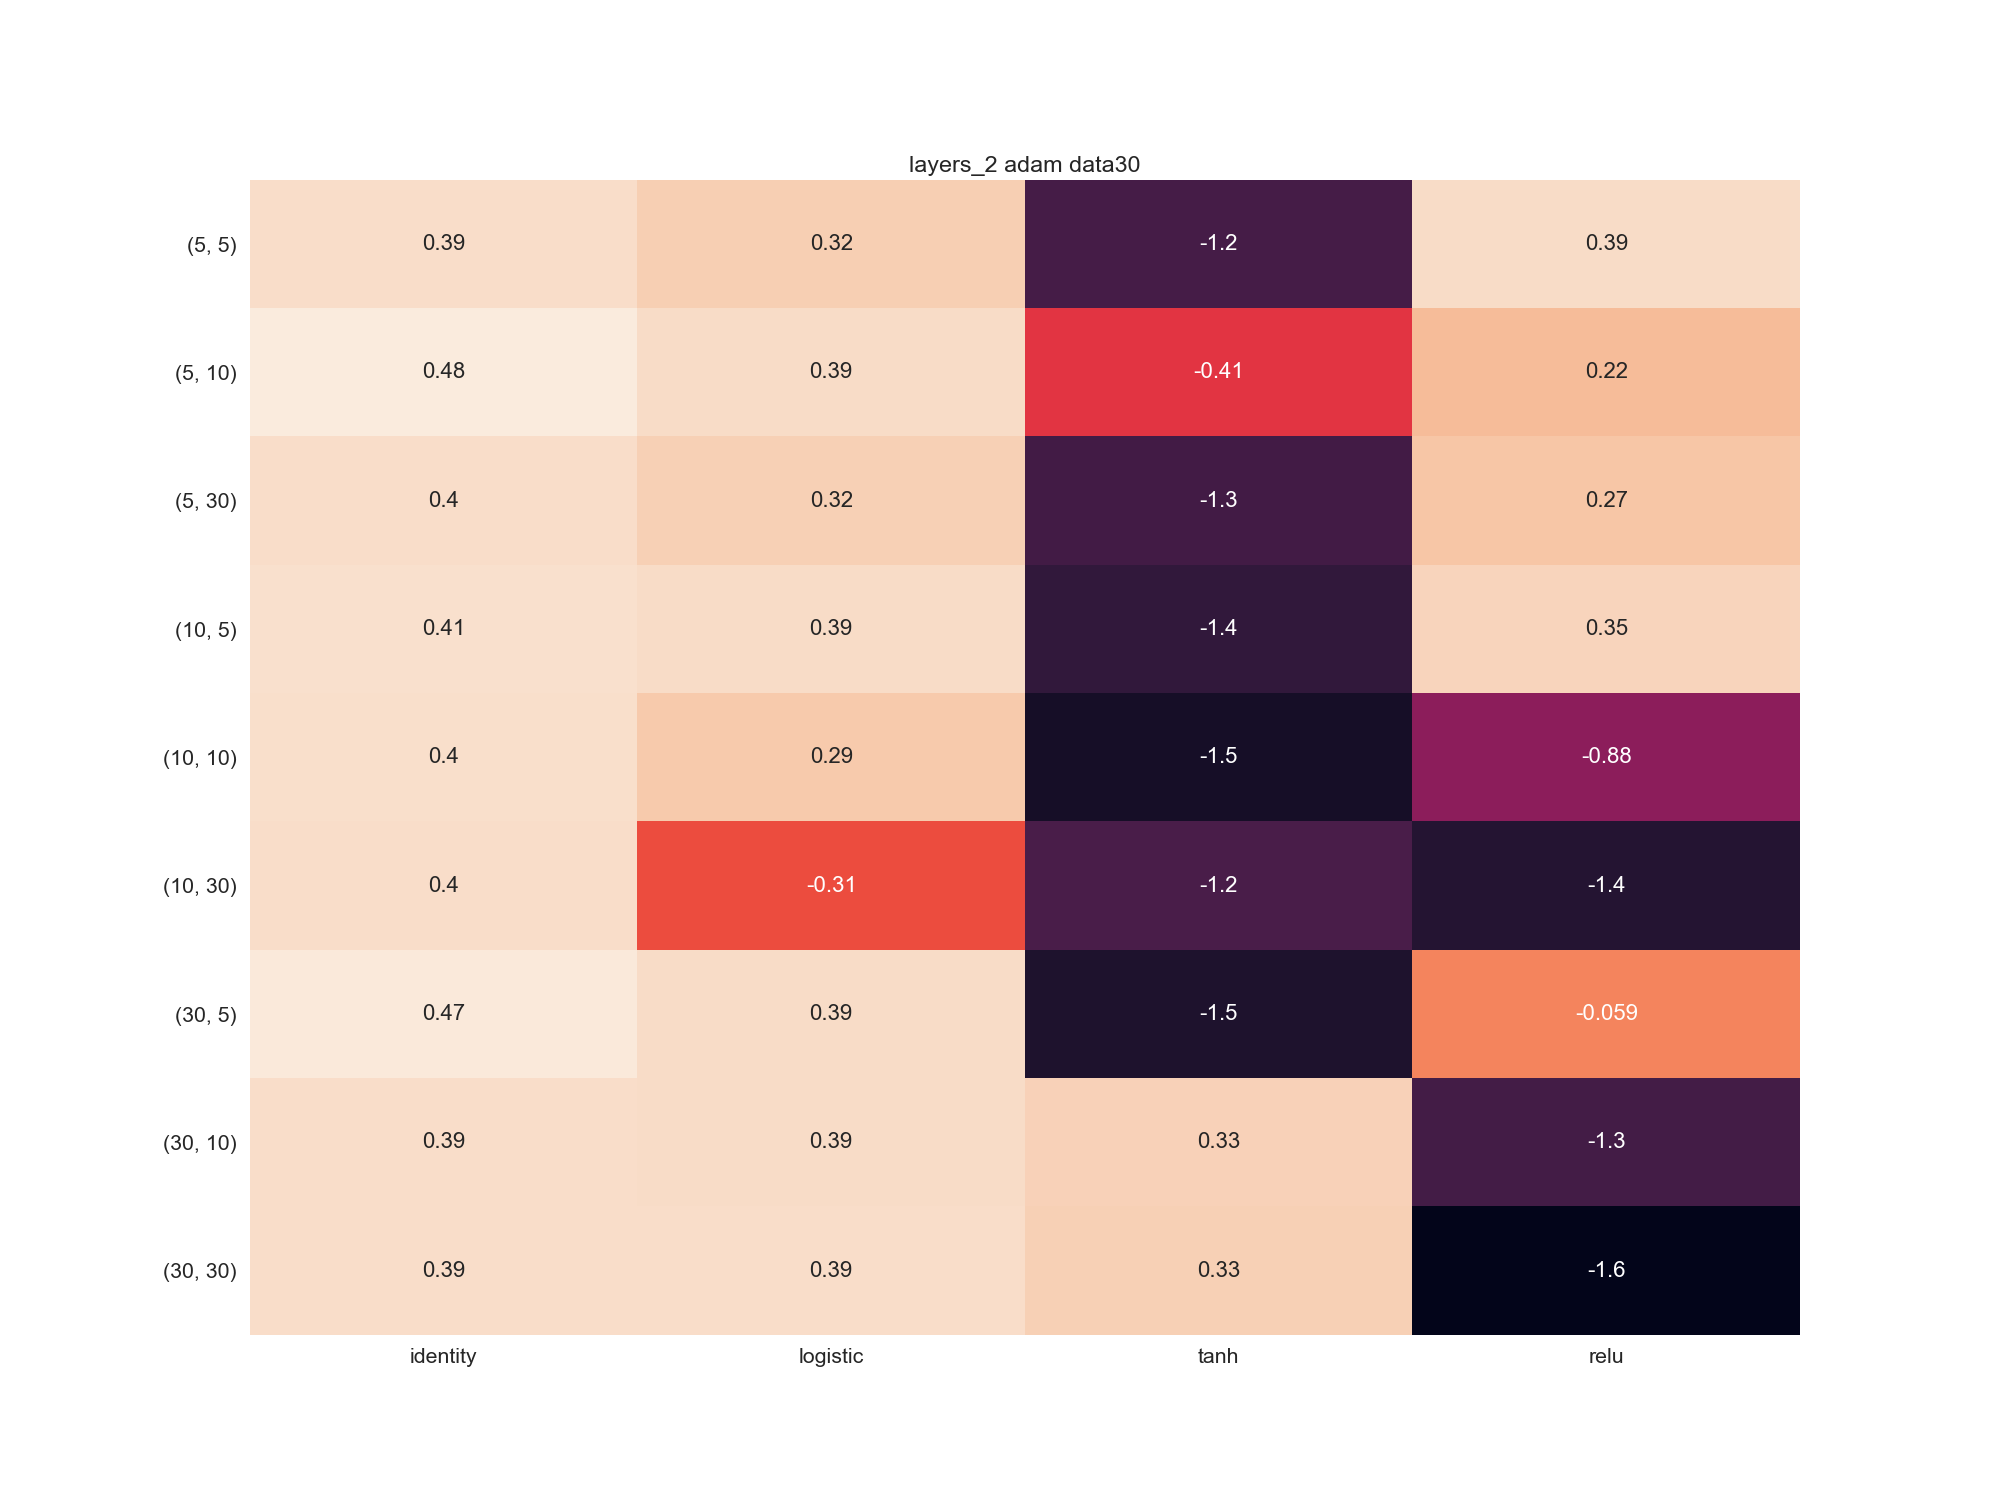 layers_2 adam data30
(5, 5) 0.39 0.32 -1.2 0.39
(5, 10) 0.48 0.39 -0.41 0.22
(5, 30) 0.4 0.32 -1.3 0.27
(10, 5) 0.41 0.39 -1.4 0.35
(10, 10) 0.4 0.29 -1.5 -0.88
(10, 30) 0.4 -0.31 -1.2 -1.4
(30, 5) 0.47 0.39 -1.5 -0.059
(30, 10) 0.39 0.39 0.33 -1.3
(30, 30) 0.39 0.39 0.33 -1.6
identity logistic tanh relu